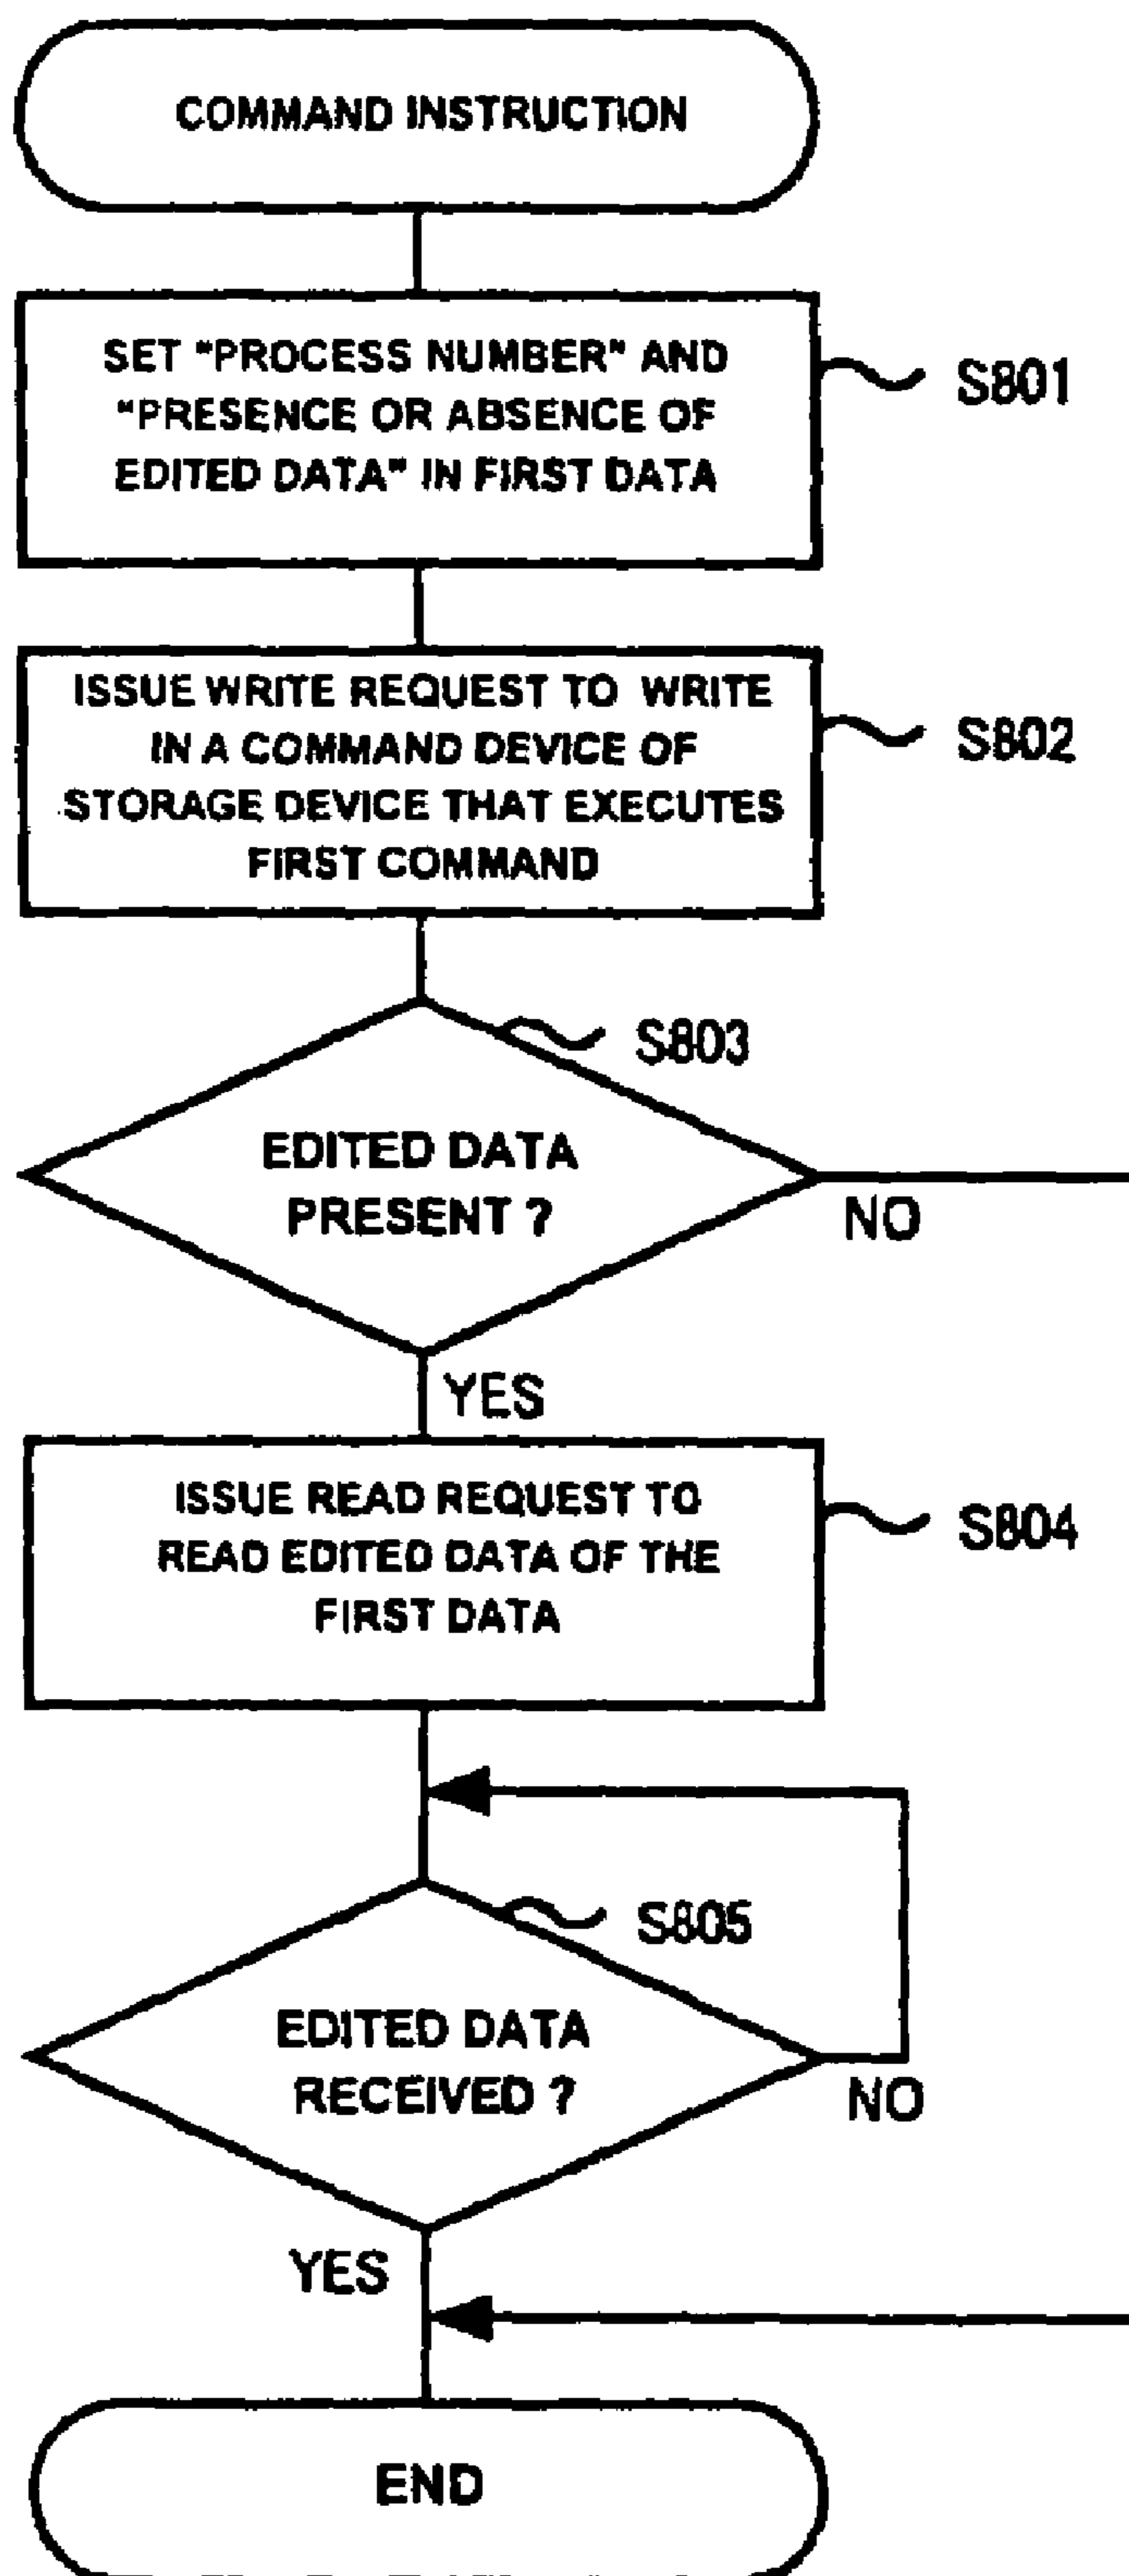 COMMAND INSTRUCTION
SET "PROCESS NUMBER" AND
"PRESENCE OR ABSENCE OF
EDITED DATA" IN FIRST DATA
S801
ISSUE WRITE REQUEST TO WRITE
IN A COMMAND DEVICE OF
STORAGE DEVICE THAT EXECUTES
FIRST COMMAND
S802
S803
EDITED DATA
PRESENT ?
NO
YES
ISSUE READ REQUEST TO
READ EDITED DATA OF THE
FIRST DATA
S804
S805
EDITED DATA
RECEIVED ?
NO
YES
END